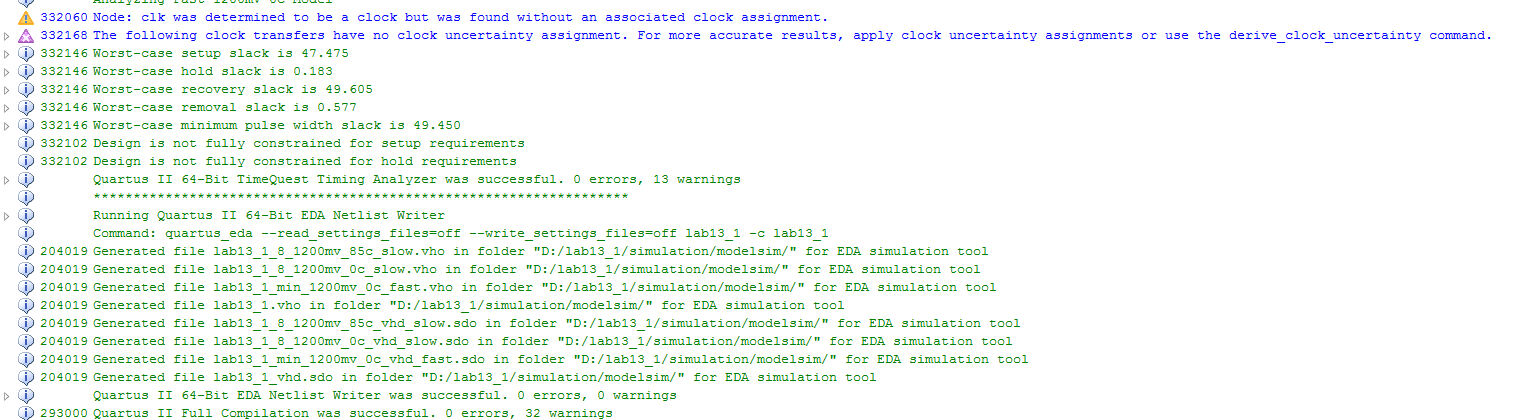 Analyzing Fast 1200mV 0C Model
332060 Node: clk was determined to be a clock but was found without an associated clock assignment.
332168 The following clock transfers have no clock uncertainty assignment. For more accurate results, apply clock uncertainty assignments or use the derive_clock_uncertainty command.
332146 Worst-case setup slack is 47.475
332146 Worst-case hold slack is 0.183
332146 Worst-case recovery slack is 49.605
332146 Worst-case removal slack is 0.577
332146 Worst-case minimum pulse width slack is 49.450
332102 Design is not fully constrained for setup requirements
332102 Design is not fully constrained for hold requirements
Quartus II 64-Bit TimeQuest Timing Analyzer was successful. 0 errors, 13 warnings
*******************************************************************
Running Quartus II 64-Bit EDA Netlist Writer
Command: quartus_eda --read_settings_files=off --write_settings_files=off lab13_1 -c lab13_1
204019 Generated file lab13_1_8_1200mv_85c_slow.vho in folder "D:/lab13_1/simulation/modelsim/" for EDA simulation tool
204019 Generated file lab13_1_8_1200mv_0c_slow.vho in folder "D:/lab13_1/simulation/modelsim/" for EDA simulation tool
204019 Generated file lab13_1_min_1200mv_0c_fast.vho in folder "D:/lab13_1/simulation/modelsim/" for EDA simulation tool
204019 Generated file lab13_1.vho in folder "D:/lab13_1/simulation/modelsim/" for EDA simulation tool
204019 Generated file lab13_1_8_1200mv_85c_vhd_slow.sdo in folder "D:/lab13_1/simulation/modelsim/" for EDA simulation tool
204019 Generated file lab13_1_8_1200mv_0c_vhd_slow.sdo in folder "D:/lab13_1/simulation/modelsim/" for EDA simulation tool
204019 Generated file lab13_1_min_1200mv_0c_vhd_fast.sdo in folder "D:/lab13_1/simulation/modelsim/" for EDA simulation tool
204019 Generated file lab13_1_vhd.sdo in folder "D:/lab13_1/simulation/modelsim/" for EDA simulation tool
Quartus II 64-Bit EDA Netlist Writer was successful. 0 errors, 0 warnings
293000 Quartus II Full Compilation was successful. 0 errors, 32 warnings